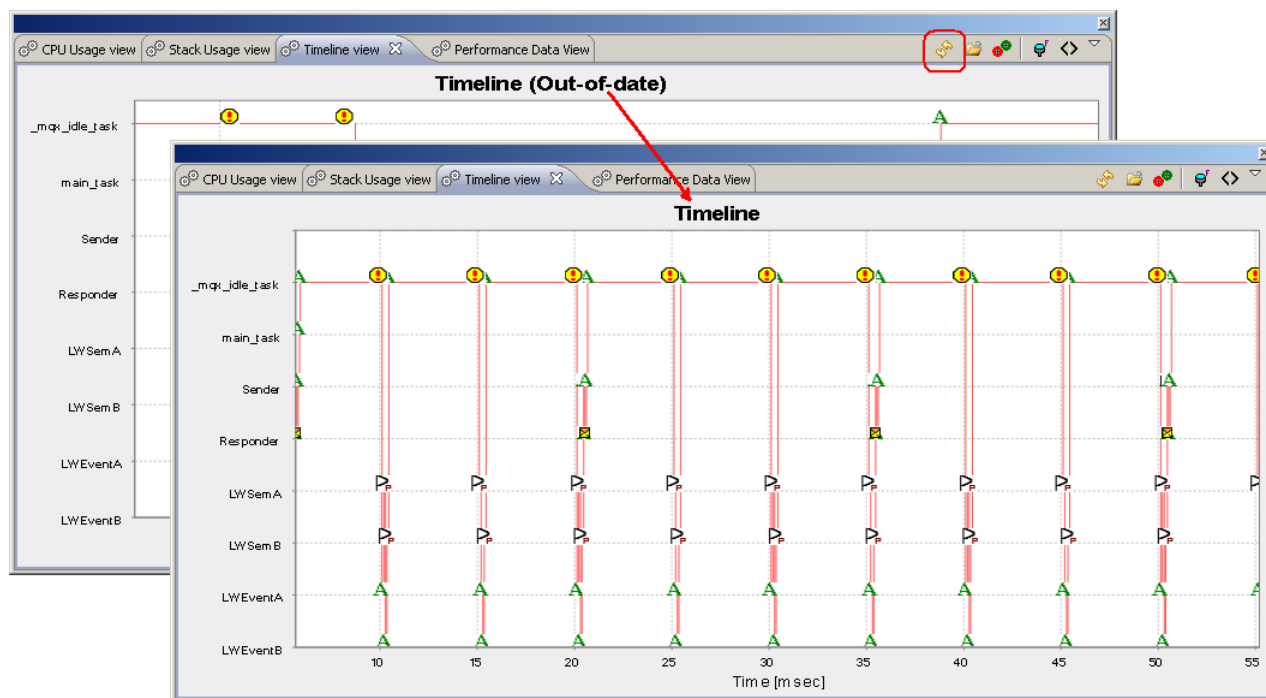 CPU Usage view Stack Usage view Timeline view Performance Data View
Timeline (Out-of-date)
_mqx_idle_task
A
main_task
Sender
Responder
LWSemA
LWSemB
LWEventA
LWEventB
CPU Usage view Stack Usage view Timeline view Performance Data View
Timeline
_mqx_idle_task A A A A A A A A A A
main_task A
Sender A A A A
Responder
LWSemA P P P P P P P P P
LWSemB P P P P P P P P P
LWEventA A A A A A A A A A A
LWEventB A A A A A A A A A
10 15 20 25 30 35 40 45 50 55
Time [msec]